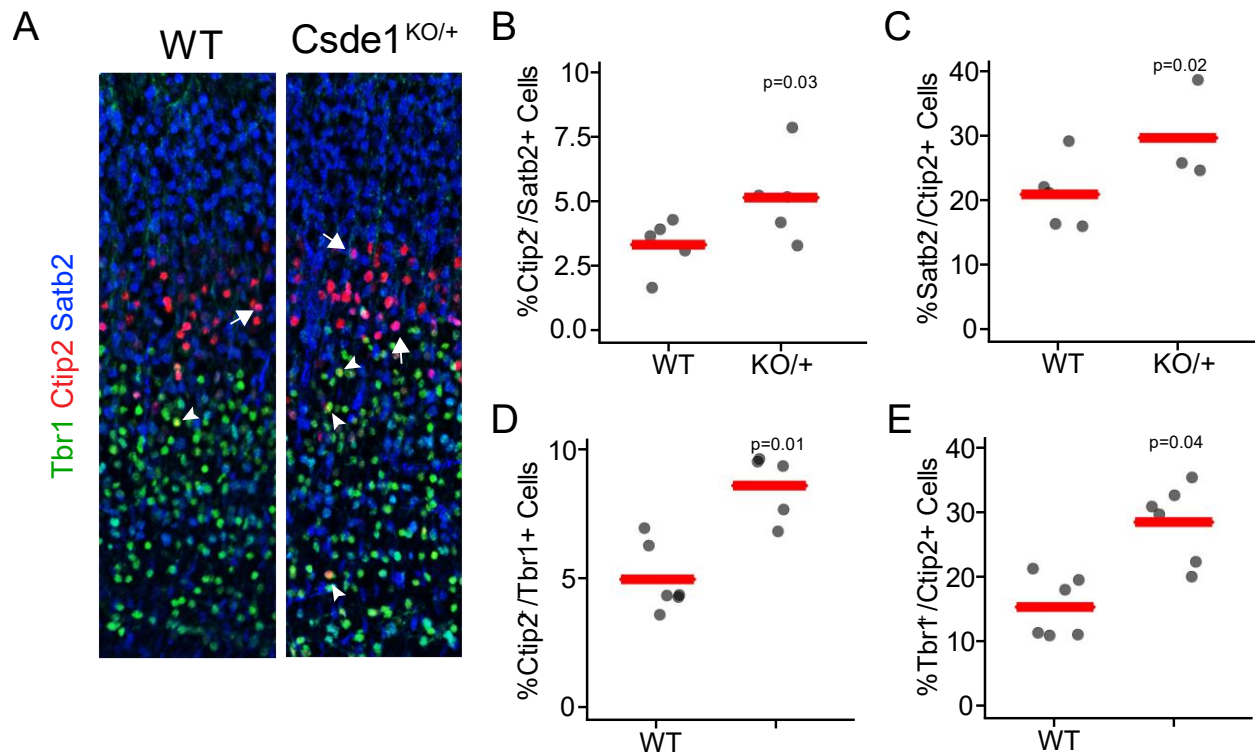 A
WT
Csde1KO/+
Tbr1 Ctip2 Satb2
B
%Ctip2+/Satb2+ Cells
10
7.5
5.0
2.5
0.0
p=0.03
WT
KO/+
C
%Satb2+/Ctip2+ Cells
40
30
20
10
0
p=0.02
WT
KO/+
D
%Ctip2+/Tbr1+ Cells
10
5
0
p=0.01
WT
E
%Tbr1+/Ctip2+ Cells
40
30
20
10
0
p=0.04
WT